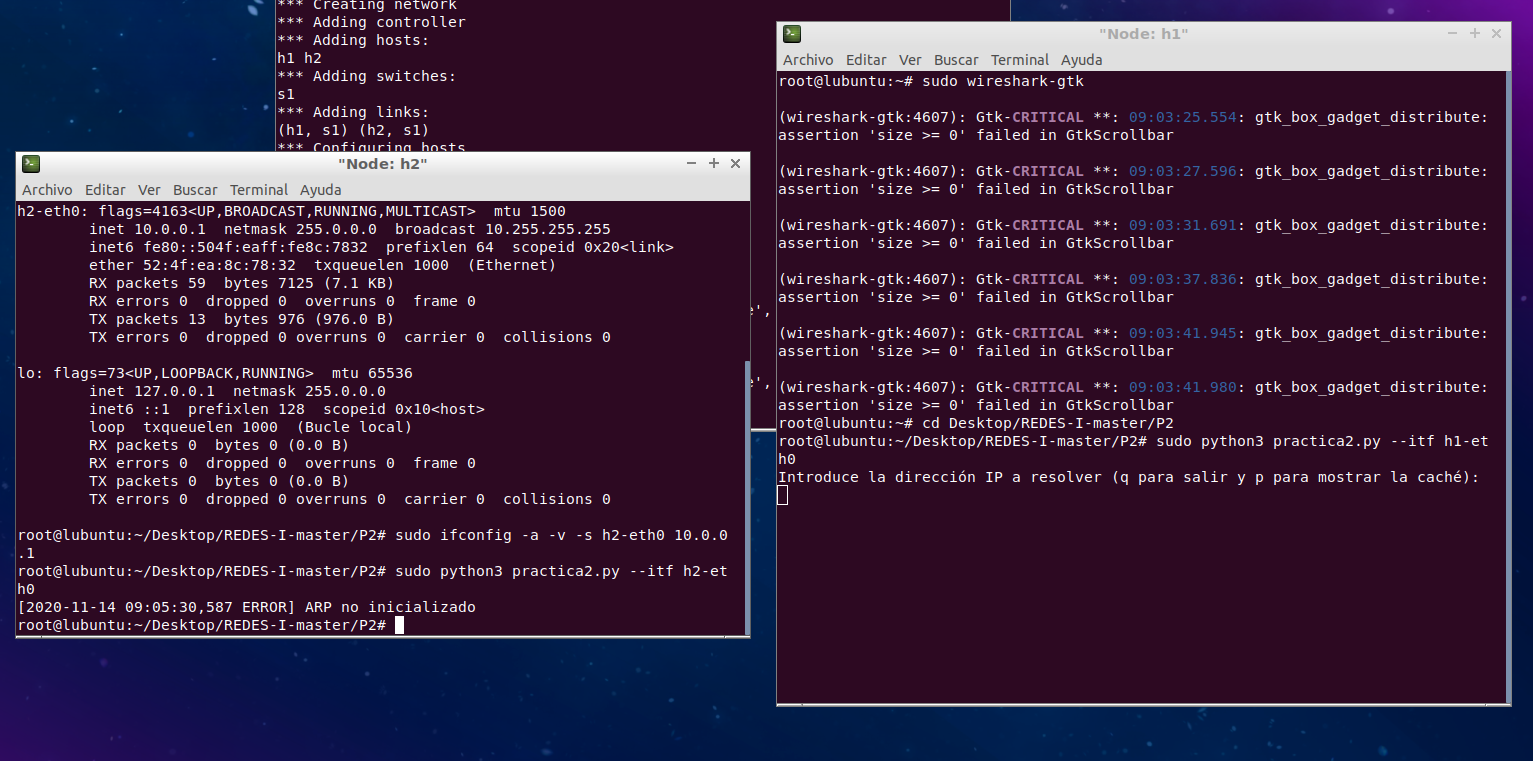 *** Creating network
*** Adding controller
*** Adding hosts:
h1 h2
*** Adding switches:
s1
*** Adding links:
(h1, s1) (h2, s1)
*** Configuring hosts
"Node: h2"
Archivo Editar Ver Buscar Terminal Ayuda
h2-eth0: flags=4163<UP,BROADCAST,RUNNING,MULTICAST>  mtu 1500
        inet 10.0.0.1  netmask 255.0.0.0  broadcast 10.255.255.255
        inet6 fe80::504f:eaff:fe8c:7832  prefixlen 64  scopeid 0x20<link>
        ether 52:4f:ea:8c:78:32  txqueuelen 1000  (Ethernet)
        RX packets 59  bytes 7125 (7.1 KB)
        RX errors 0  dropped 0  overruns 0  frame 0
        TX packets 13  bytes 976 (976.0 B)
        TX errors 0  dropped 0 overruns 0  carrier 0  collisions 0
lo: flags=73<UP,LOOPBACK,RUNNING>  mtu 65536
        inet 127.0.0.1  netmask 255.0.0.0
        inet6 ::1  prefixlen 128  scopeid 0x10<host>
        loop  txqueuelen 1000  (Bucle local)
        RX packets 0  bytes 0 (0.0 B)
        RX errors 0  dropped 0  overruns 0  frame 0
        TX packets 0  bytes 0 (0.0 B)
        TX errors 0  dropped 0 overruns 0  carrier 0  collisions 0
root@lubuntu:~/Desktop/REDES-I-master/P2# sudo ifconfig -a -v -s h2-eth0 10.0.0
.1
root@lubuntu:~/Desktop/REDES-I-master/P2# sudo python3 practica2.py --itf h2-et
h0
[2020-11-14 09:05:30,587 ERROR] ARP no inicializado
root@lubuntu:~/Desktop/REDES-I-master/P2#
e',
e',
"Node: h1"
Archivo Editar Ver Buscar Terminal Ayuda
root@lubuntu:~# sudo wireshark-gtk
(wireshark-gtk:4607): Gtk-CRITICAL **: 09:03:25.554: gtk_box_gadget_distribute:
assertion 'size >= 0' failed in GtkScrollbar
(wireshark-gtk:4607): Gtk-CRITICAL **: 09:03:27.596: gtk_box_gadget_distribute:
assertion 'size >= 0' failed in GtkScrollbar
(wireshark-gtk:4607): Gtk-CRITICAL **: 09:03:31.691: gtk_box_gadget_distribute:
assertion 'size >= 0' failed in GtkScrollbar
(wireshark-gtk:4607): Gtk-CRITICAL **: 09:03:37.836: gtk_box_gadget_distribute:
assertion 'size >= 0' failed in GtkScrollbar
(wireshark-gtk:4607): Gtk-CRITICAL **: 09:03:41.945: gtk_box_gadget_distribute:
assertion 'size >= 0' failed in GtkScrollbar
(wireshark-gtk:4607): Gtk-CRITICAL **: 09:03:41.980: gtk_box_gadget_distribute:
assertion 'size >= 0' failed in GtkScrollbar
root@lubuntu:~# cd Desktop/REDES-I-master/P2
root@lubuntu:~/Desktop/REDES-I-master/P2# sudo python3 practica2.py --itf h1-et
h0
Introduce la dirección IP a resolver (q para salir y p para mostrar la caché):